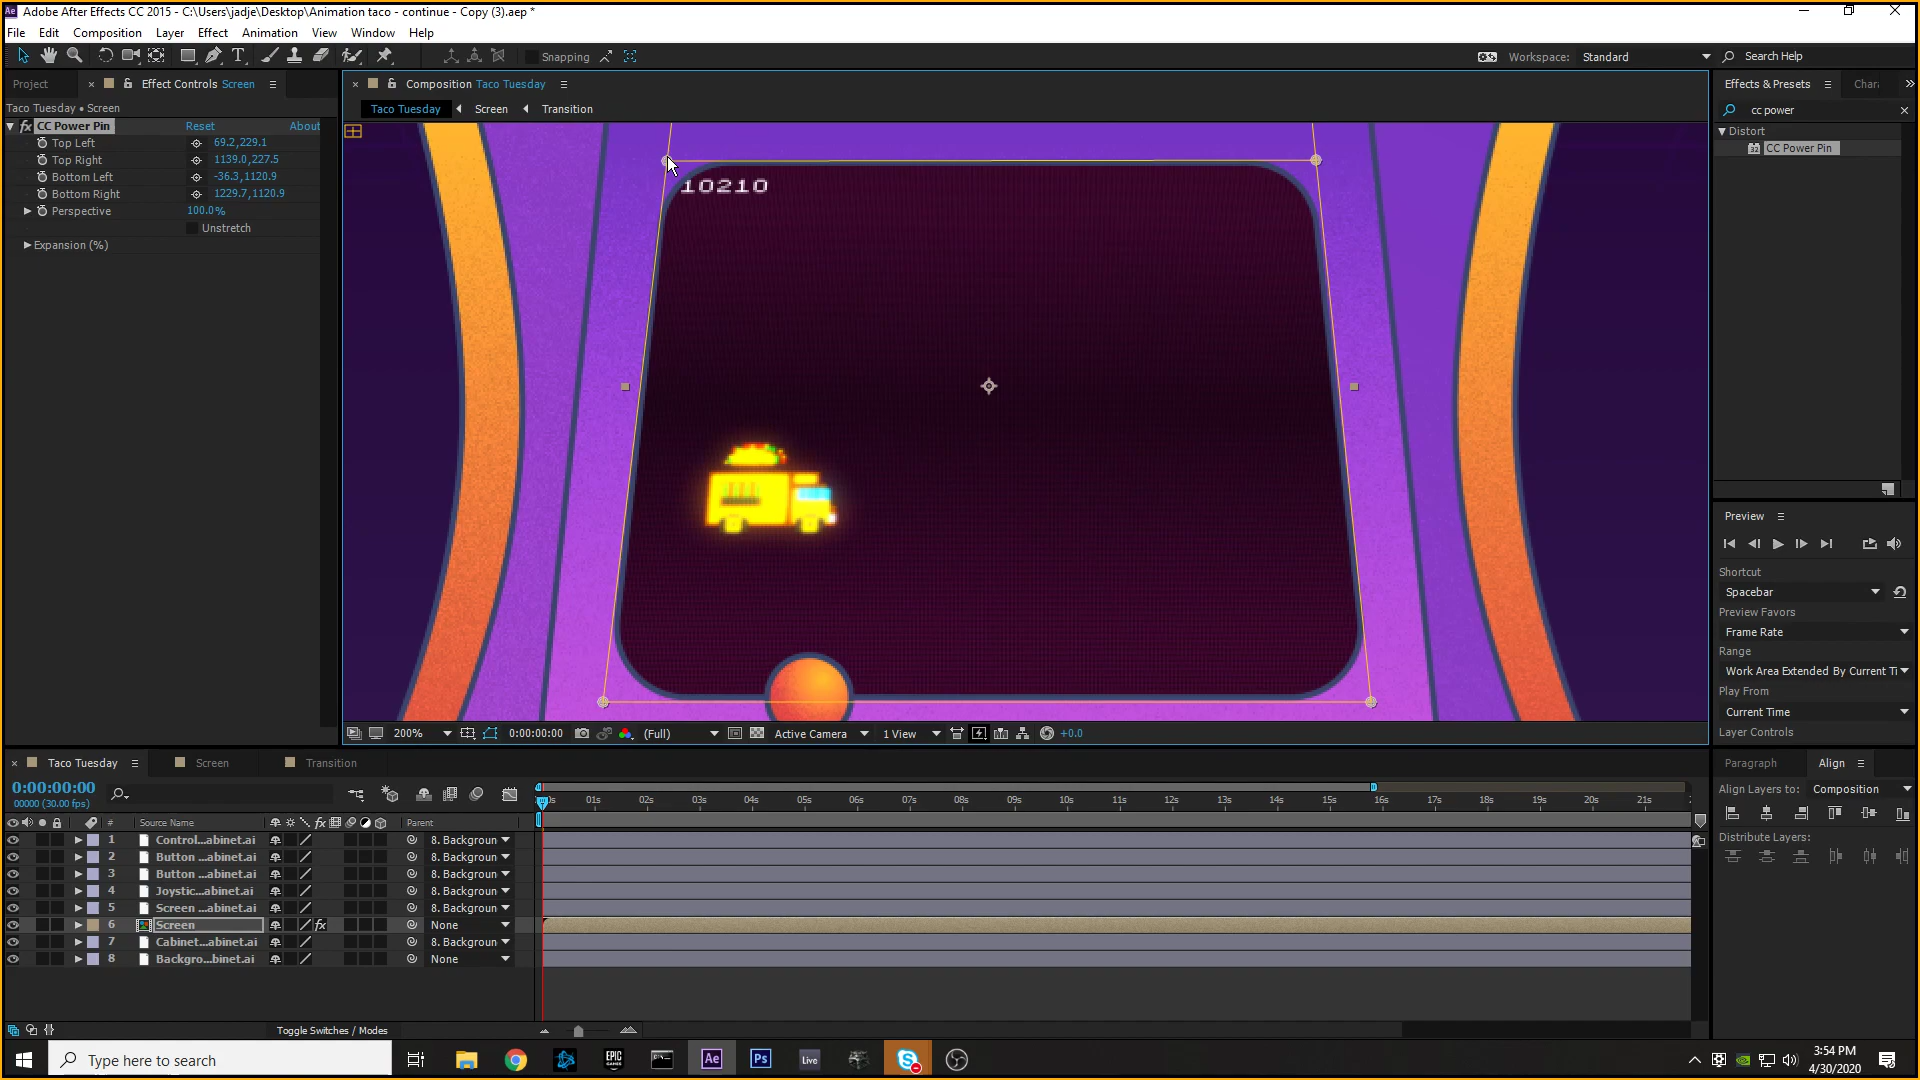 Adobe After Effects CC 2015 - C:\Users\jadje\Desktop\Animation taco - continue - Copy (3).aep *
File Edit Composition Layer Effect Animation View Window Help
Snapping
Workspace: Standard
Search Help
Project
Effect Controls Screen
Taco Tuesday • Screen
fx CC Power Pin Reset About
Top Left 69.2,229.1
Top Right 1139.0,227.5
Bottom Left -36.3,1120.9
Bottom Right 1229.7,1120.9
Perspective 100.0%
Unstretch
Expansion (%)
Composition Taco Tuesday
Taco Tuesday Screen Transition
10210
200% 0:00:00:00 (Full) Active Camera 1 View +0.0
Effects & Presets
cc power
Distort
CC Power Pin
Preview
Shortcut
Spacebar
Preview Favors
Frame Rate
Range
Work Area Extended By Current Ti
Play From
Current Time
Layer Controls
Taco Tuesday Screen Transition
0:00:00:00
00000 (30.00 fps)
01s 02s 03s 04s 05s 06s 07s 08s 09s 10s 11s 12s 13s 14s 15s 16s 17s 18s 19s 20s 21s
# Source Name fx Parent
1 Control...abinet.ai 8. Backgroun
2 Button ...abinet.ai 8. Backgroun
3 Button ...abinet.ai 8. Backgroun
4 Joystic...abinet.ai 8. Backgroun
5 Screen ...abinet.ai 8. Backgroun
6 Screen fx None
7 Cabinet...abinet.ai 8. Backgroun
8 Backgro...binet.ai None
Toggle Switches / Modes
Paragraph Align
Align Layers to: Composition
Distribute Layers:
Type here to search
EPIC GAMES
Ae
Ps
Live
3:54 PM
4/30/2020